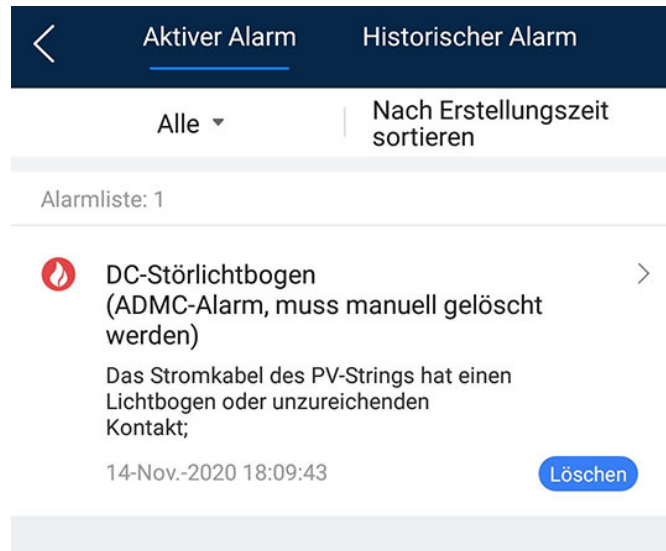 Aktiver Alarm Historischer Alarm
Alle Nach Erstellungszeit
sortieren
Alarmliste: 1
DC-Störlichtbogen
(ADMC-Alarm, muss manuell gelöscht
werden)
Das Stromkabel des PV-Strings hat einen
Lichtbogen oder unzureichenden
Kontakt;
14-Nov.-2020 18:09:43 Löschen